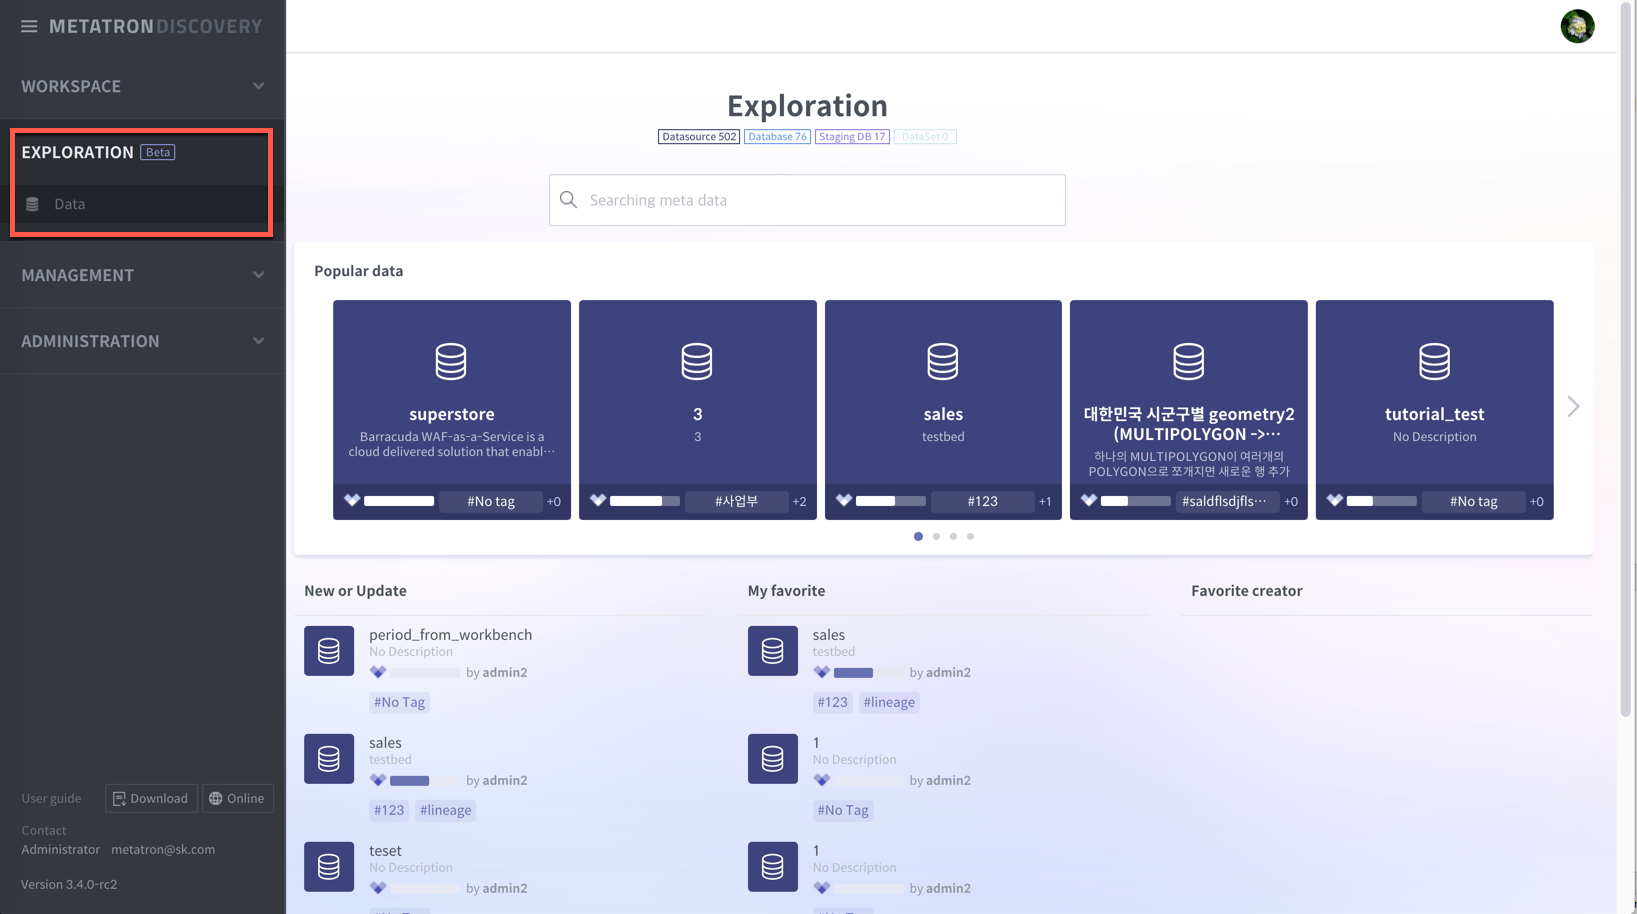 METATRON DISCOVERY
WORKSPACE
EXPLORATION Beta
Data
MANAGEMENT
ADMINISTRATION
User guide Download Online
Contact
Administrator metatron@sk.com
Version 3.4.0-rc2
Exploration
Datasource 502 Database 76 Staging DB 17 DataSet 0
Searching meta data
Popular data
superstore
Barracuda WAF-as-a-Service is a
cloud delivered solution that enabl···
#No tag +0
3
3
#사업부 +2
sales
testbed
#123 +1
대한민국 시군구별 geometry2
(MULTIPOLYGON ->···
하나의 MULTIPOLYGON이 여러개의
POLYGON으로 쪼개지면 새로운 행 추가
#saldflsdjfls··· +0
tutorial_test
No Description
#No tag +0
New or Update
period_from_workbench
No Description
by admin2
#No Tag
sales
testbed
by admin2
#123 #lineage
teset
No Description
by admin2
My favorite
sales
testbed
by admin2
#123 #lineage
1
No Description
by admin2
#No Tag
1
No Description
by admin2
Favorite creator